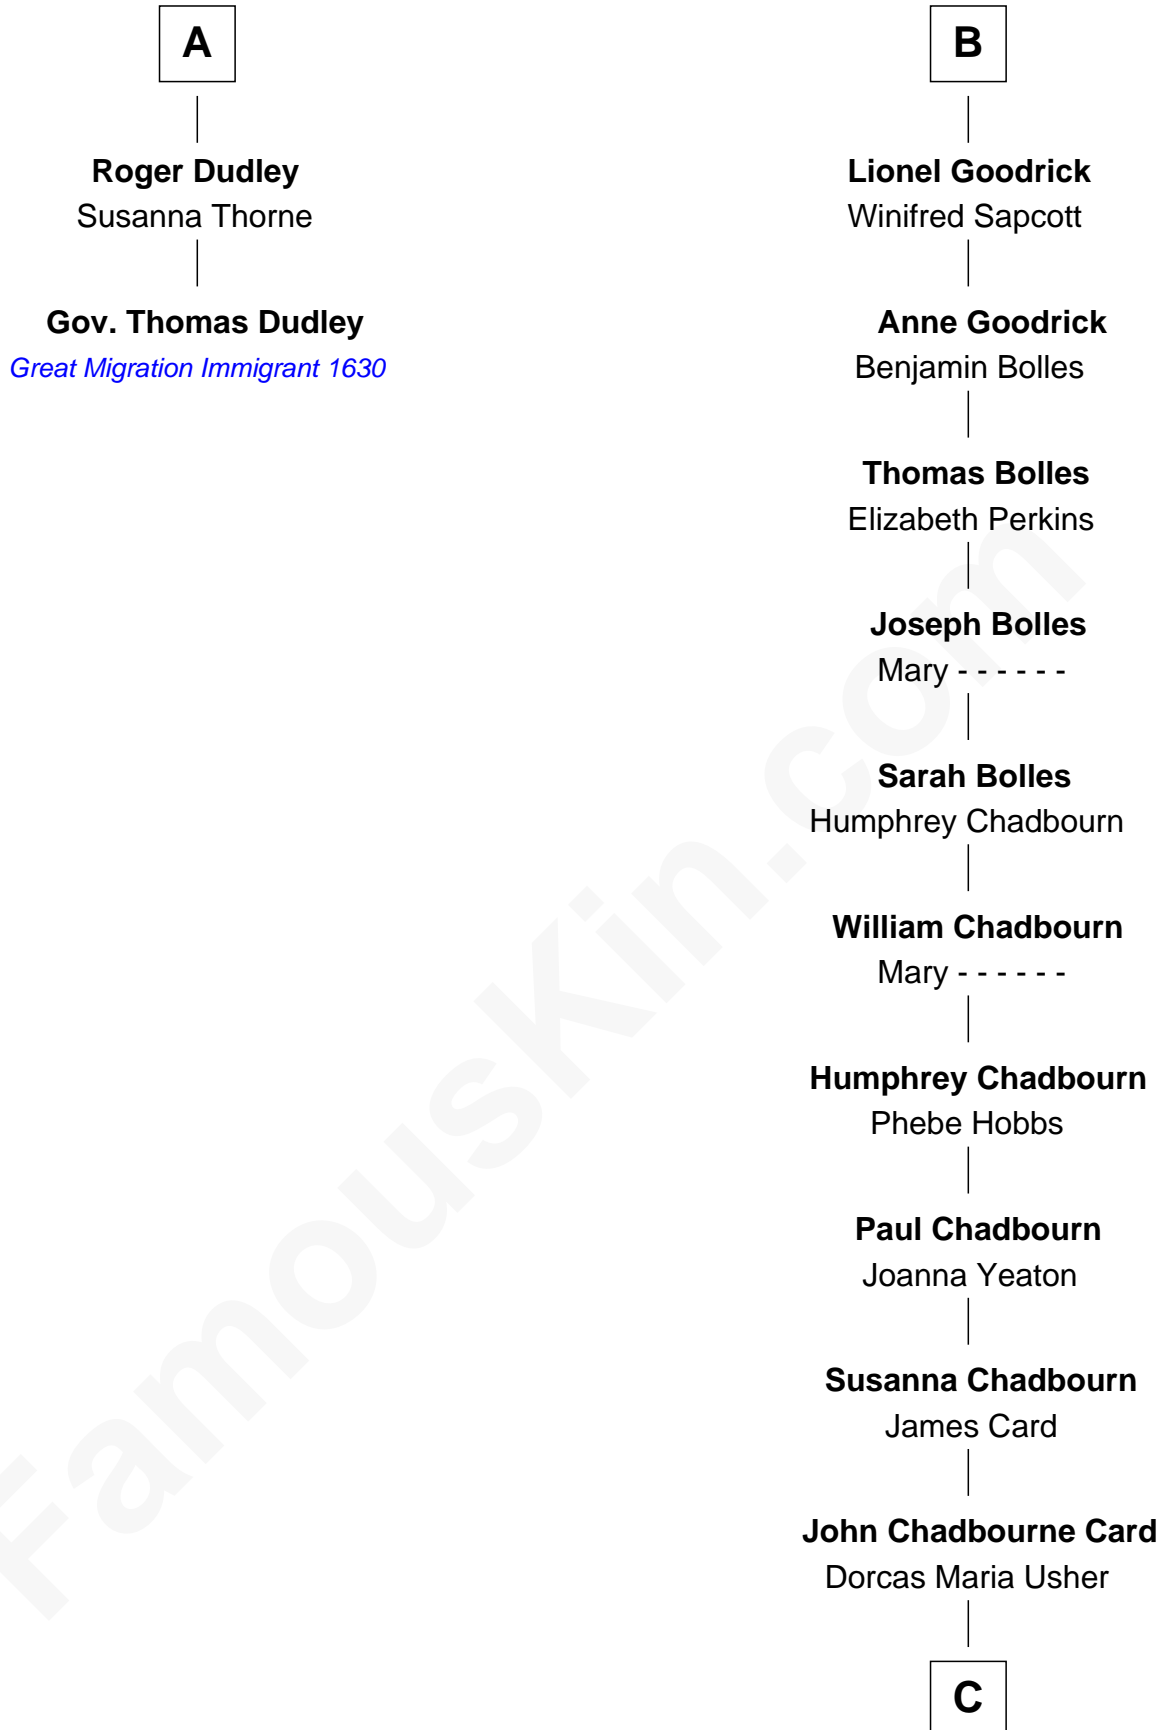 A
Roger Dudley
Susanna Thorne
Gov. Thomas Dudley
Great Migration Immigrant 1630
B
Lionel Goodrick
Winifred Sapcott
Anne Goodrick
Benjamin Bolles
Thomas Bolles
Elizabeth Perkins
Joseph Bolles
Mary - - - - - -
Sarah Bolles
Humphrey Chadbourn
William Chadbourn
Mary - - - - - -
Humphrey Chadbourn
Phebe Hobbs
Paul Chadbourn
Joanna Yeaton
Susanna Chadbourn
James Card
John Chadbourne Card
Dorcas Maria Usher
C
FamousKin.com